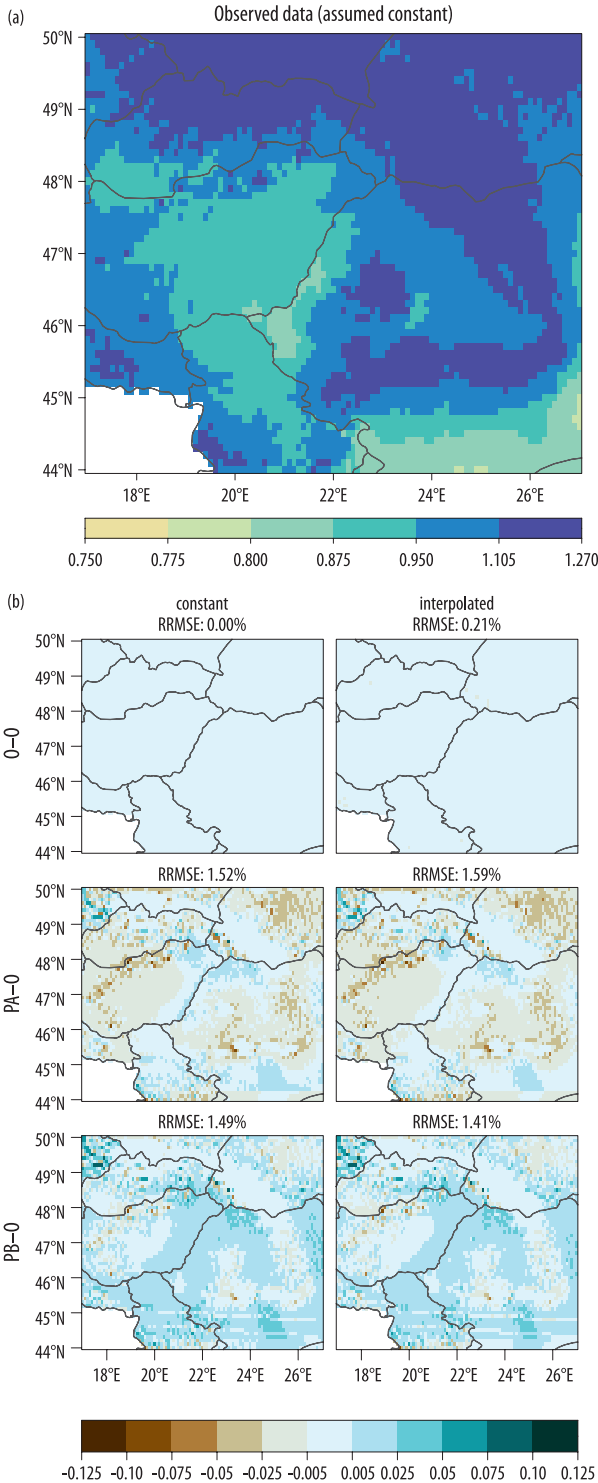 (a)
Observed data (assumed constant)
50°N
49°N
48°N
47°N
46°N
45°N
44°N
18°E 20°E 22°E 24°E 26°E
0.750 0.775 0.800 0.875 0.950 1.105 1.270
(b)
constant interpolated
RRMSE: 0.00% RRMSE: 0.21%
50°N
49°N
48°N
47°N
46°N
45°N
44°N
O–O
RRMSE: 1.52% RRMSE: 1.59%
50°N
49°N
48°N
47°N
46°N
45°N
44°N
PA–O
RRMSE: 1.49% RRMSE: 1.41%
50°N
49°N
48°N
47°N
46°N
45°N
44°N
PB–O
18°E 20°E 22°E 24°E 26°E 18°E 20°E 22°E 24°E 26°E
−0.125 −0.10 −0.075 −0.05 −0.025 −0.005 0.005 0.025 0.05 0.075 0.10 0.125